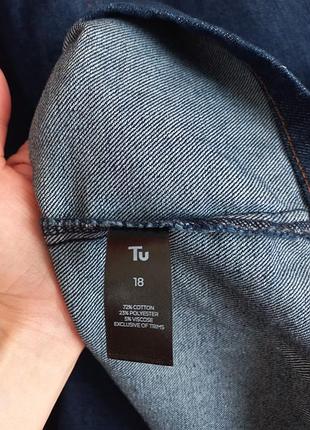 Tu
18
72% COTTON
23% POLYESTER
5% VISCOSE
EXCLUSIVE OF TRIMS